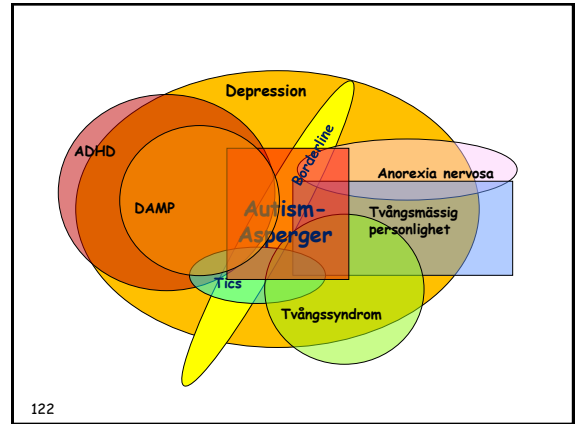 Depression
Borderline
ADHD
Anorexia nervosa
DAMP
Autism-
Asperger
Tvångsmässig
personlighet
Tics
Tvångssyndrom
122